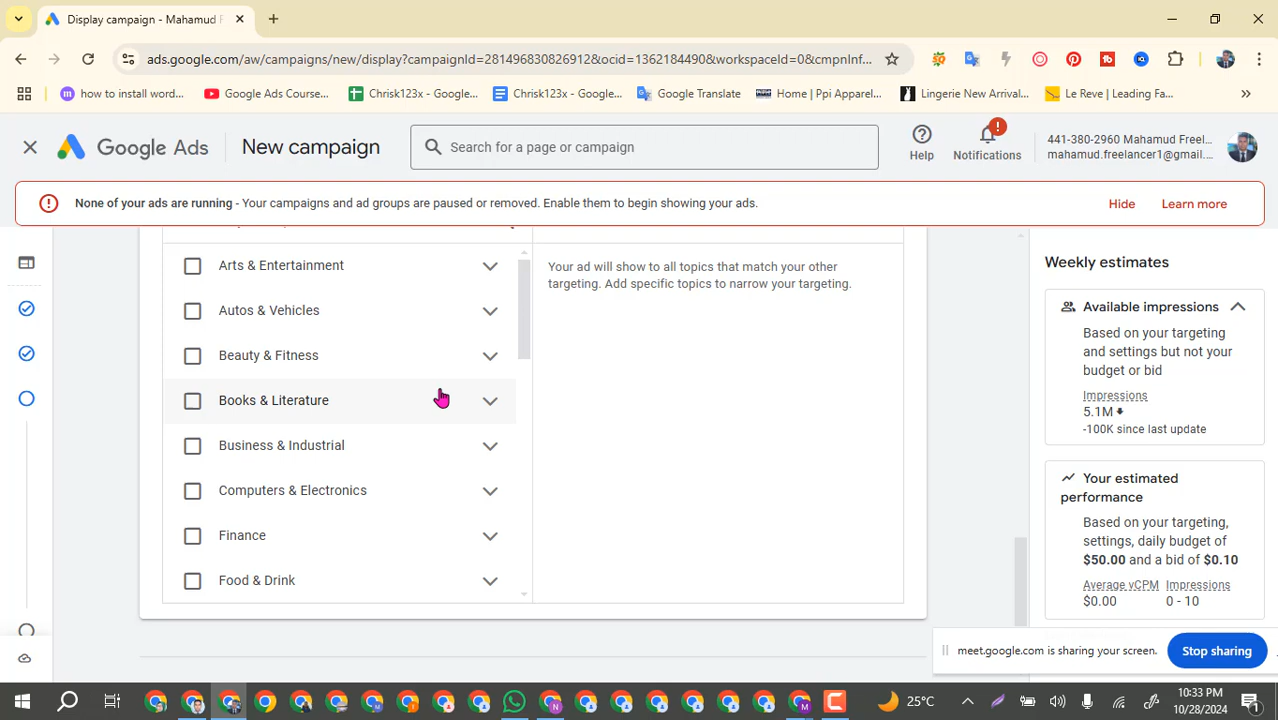 Display campaign - Mahamud F
ads.google.com/aw/campaigns/new/display?campaignId=281496830826912&ocid=1362184490&workspaceId=0&cmpnInf...
how to install word...
Google Ads Course...
Chrisk123x - Google...
Chrisk123x - Google...
Google Translate
Home | Ppi Apparel...
Lingerie New Arrival...
Le Reve | Leading Fa...
Google Ads
New campaign
Search for a page or campaign
Help
Notifications
441-380-2960 Mahamud Freel...
mahamud.freelancer1@gmail....
None of your ads are running - Your campaigns and ad groups are paused or removed. Enable them to begin showing your ads.
Hide
Learn more
Arts & Entertainment
Autos & Vehicles
Beauty & Fitness
Books & Literature
Business & Industrial
Computers & Electronics
Finance
Food & Drink
Your ad will show to all topics that match your other
targeting. Add specific topics to narrow your targeting.
Weekly estimates
Available impressions
Based on your targeting
and settings but not your
budget or bid
Impressions
5.1M
-100K since last update
Your estimated
performance
Based on your targeting,
settings, daily budget of
$50.00 and a bid of $0.10
Average vCPM
Impressions
$0.00
0 - 10
meet.google.com is sharing your screen.
Stop sharing
25°C
10:33 PM
10/28/2024